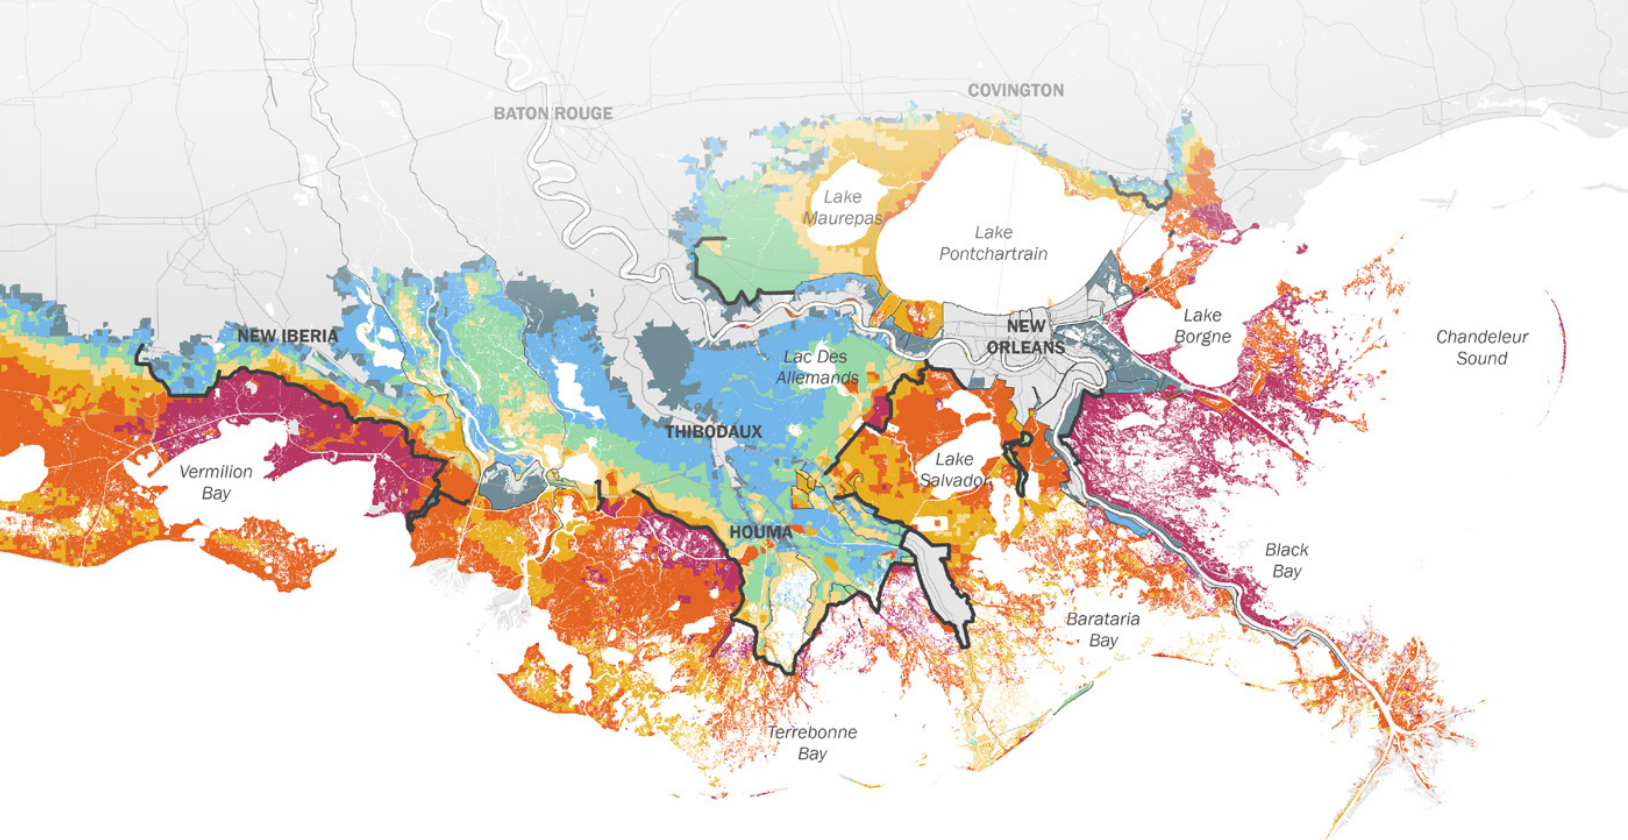 COVINGTON
BATON ROUGE
Lake
Maurepas
Lake
Pontchartrain
NEW IBERIA
Lac Des
Allemands
NEW
ORLEANS
Lake
Borgne
Chandeleur
Sound
THIBODAUX
Vermilion
Bay
Lake
Salvador
HOUMA
Black
Bay
Barataria
Bay
Terrebonne
Bay